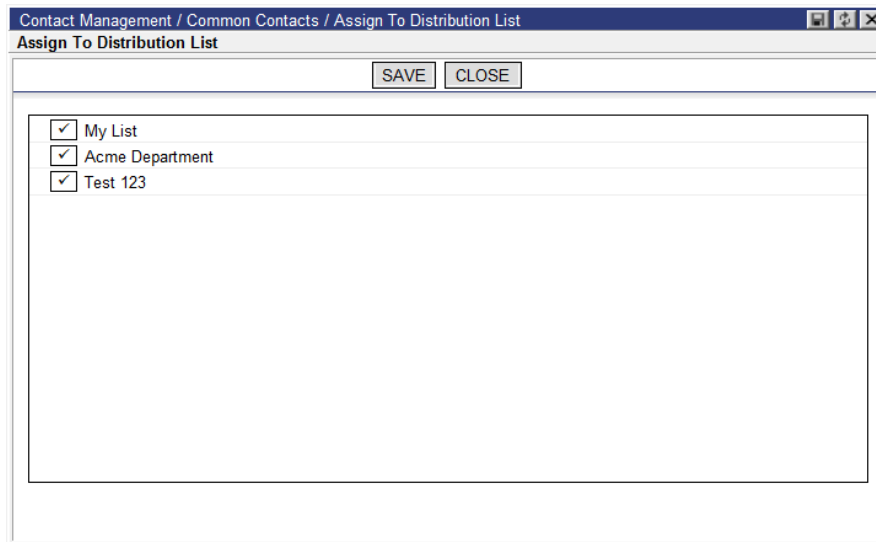 Contact Management / Common Contacts / Assign To Distribution List
Assign To Distribution List
SAVE CLOSE
My List
Acme Department
Test 123